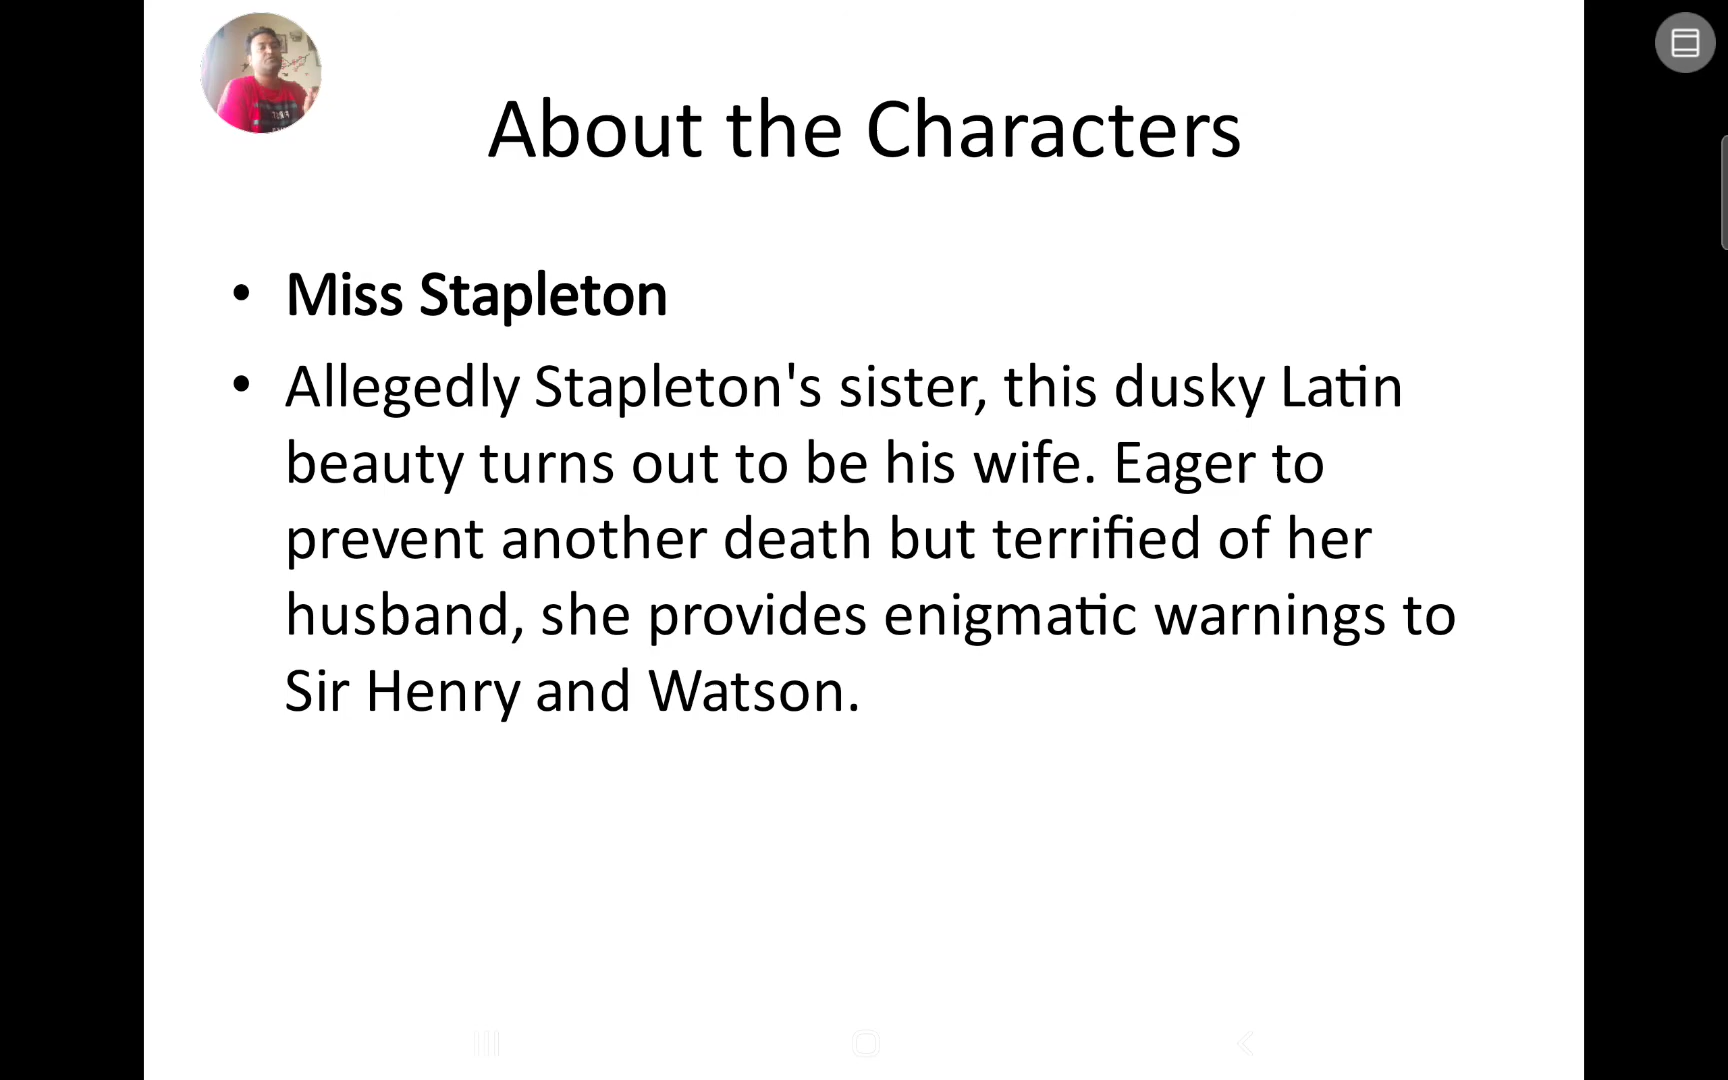 About the Characters
• Miss Stapleton
• Allegedly Stapleton's sister, this dusky Latin
beauty turns out to be his wife. Eager to
prevent another death but terrified of her
husband, she provides enigmatic warnings to
Sir Henry and Watson.